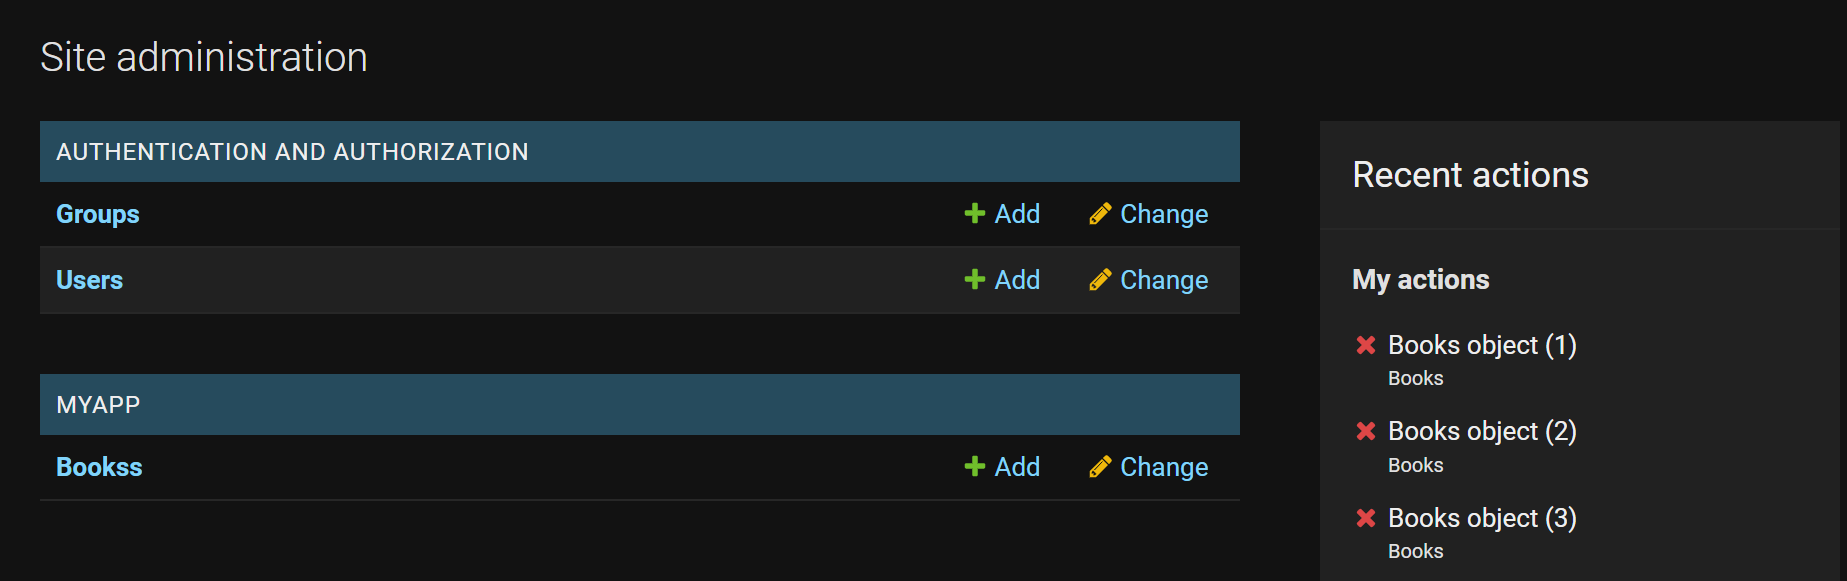 Site administration
AUTHENTICATION AND AUTHORIZATION
Groups Add Change
Users Add Change
MYAPP
Bookss Add Change
Recent actions
My actions
Books object (1)
Books
Books object (2)
Books
Books object (3)
Books